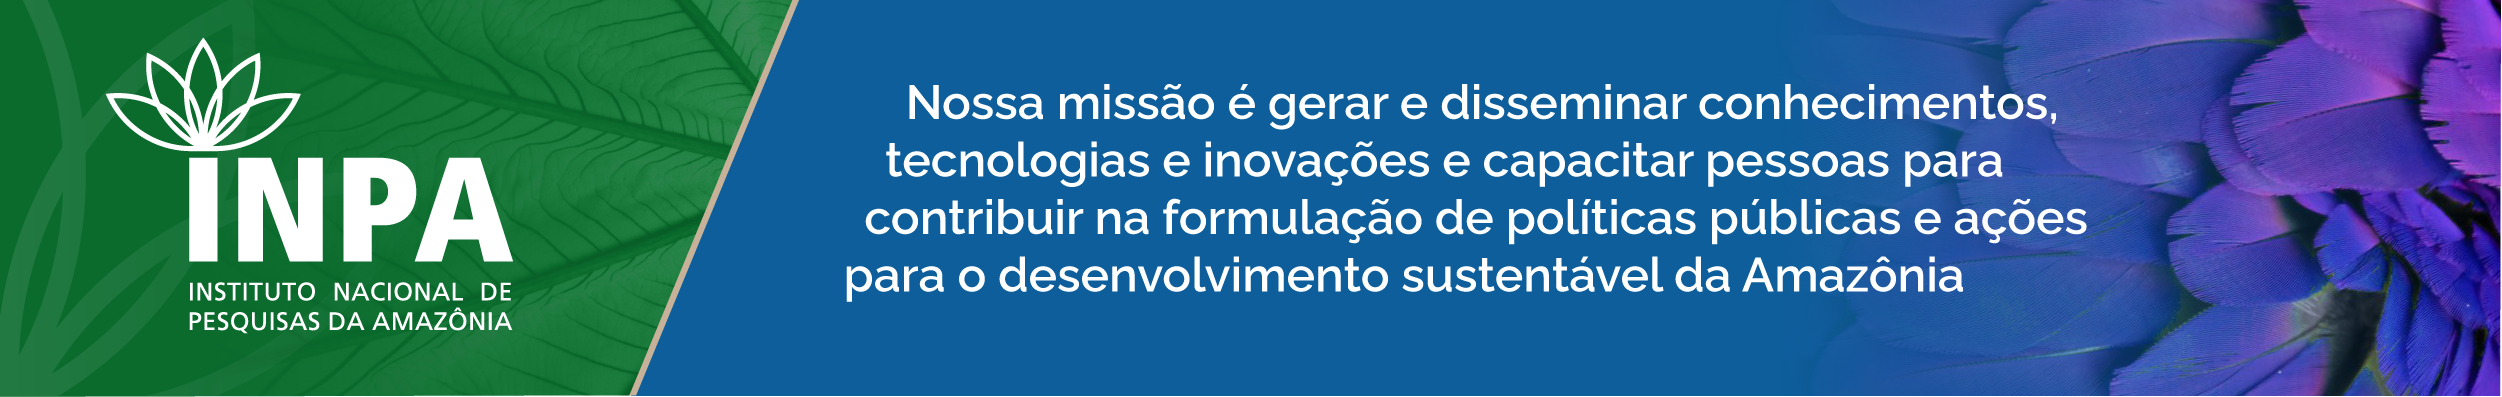 INPA
INSTITUTO NACIONAL DE
PESQUISAS DA AMAZÔNIA
Nossa missão é gerar e disseminar conhecimentos,
tecnologias e inovações e capacitar pessoas para
contribuir na formulação de políticas públicas e ações
para o desenvolvimento sustentável da Amazônia